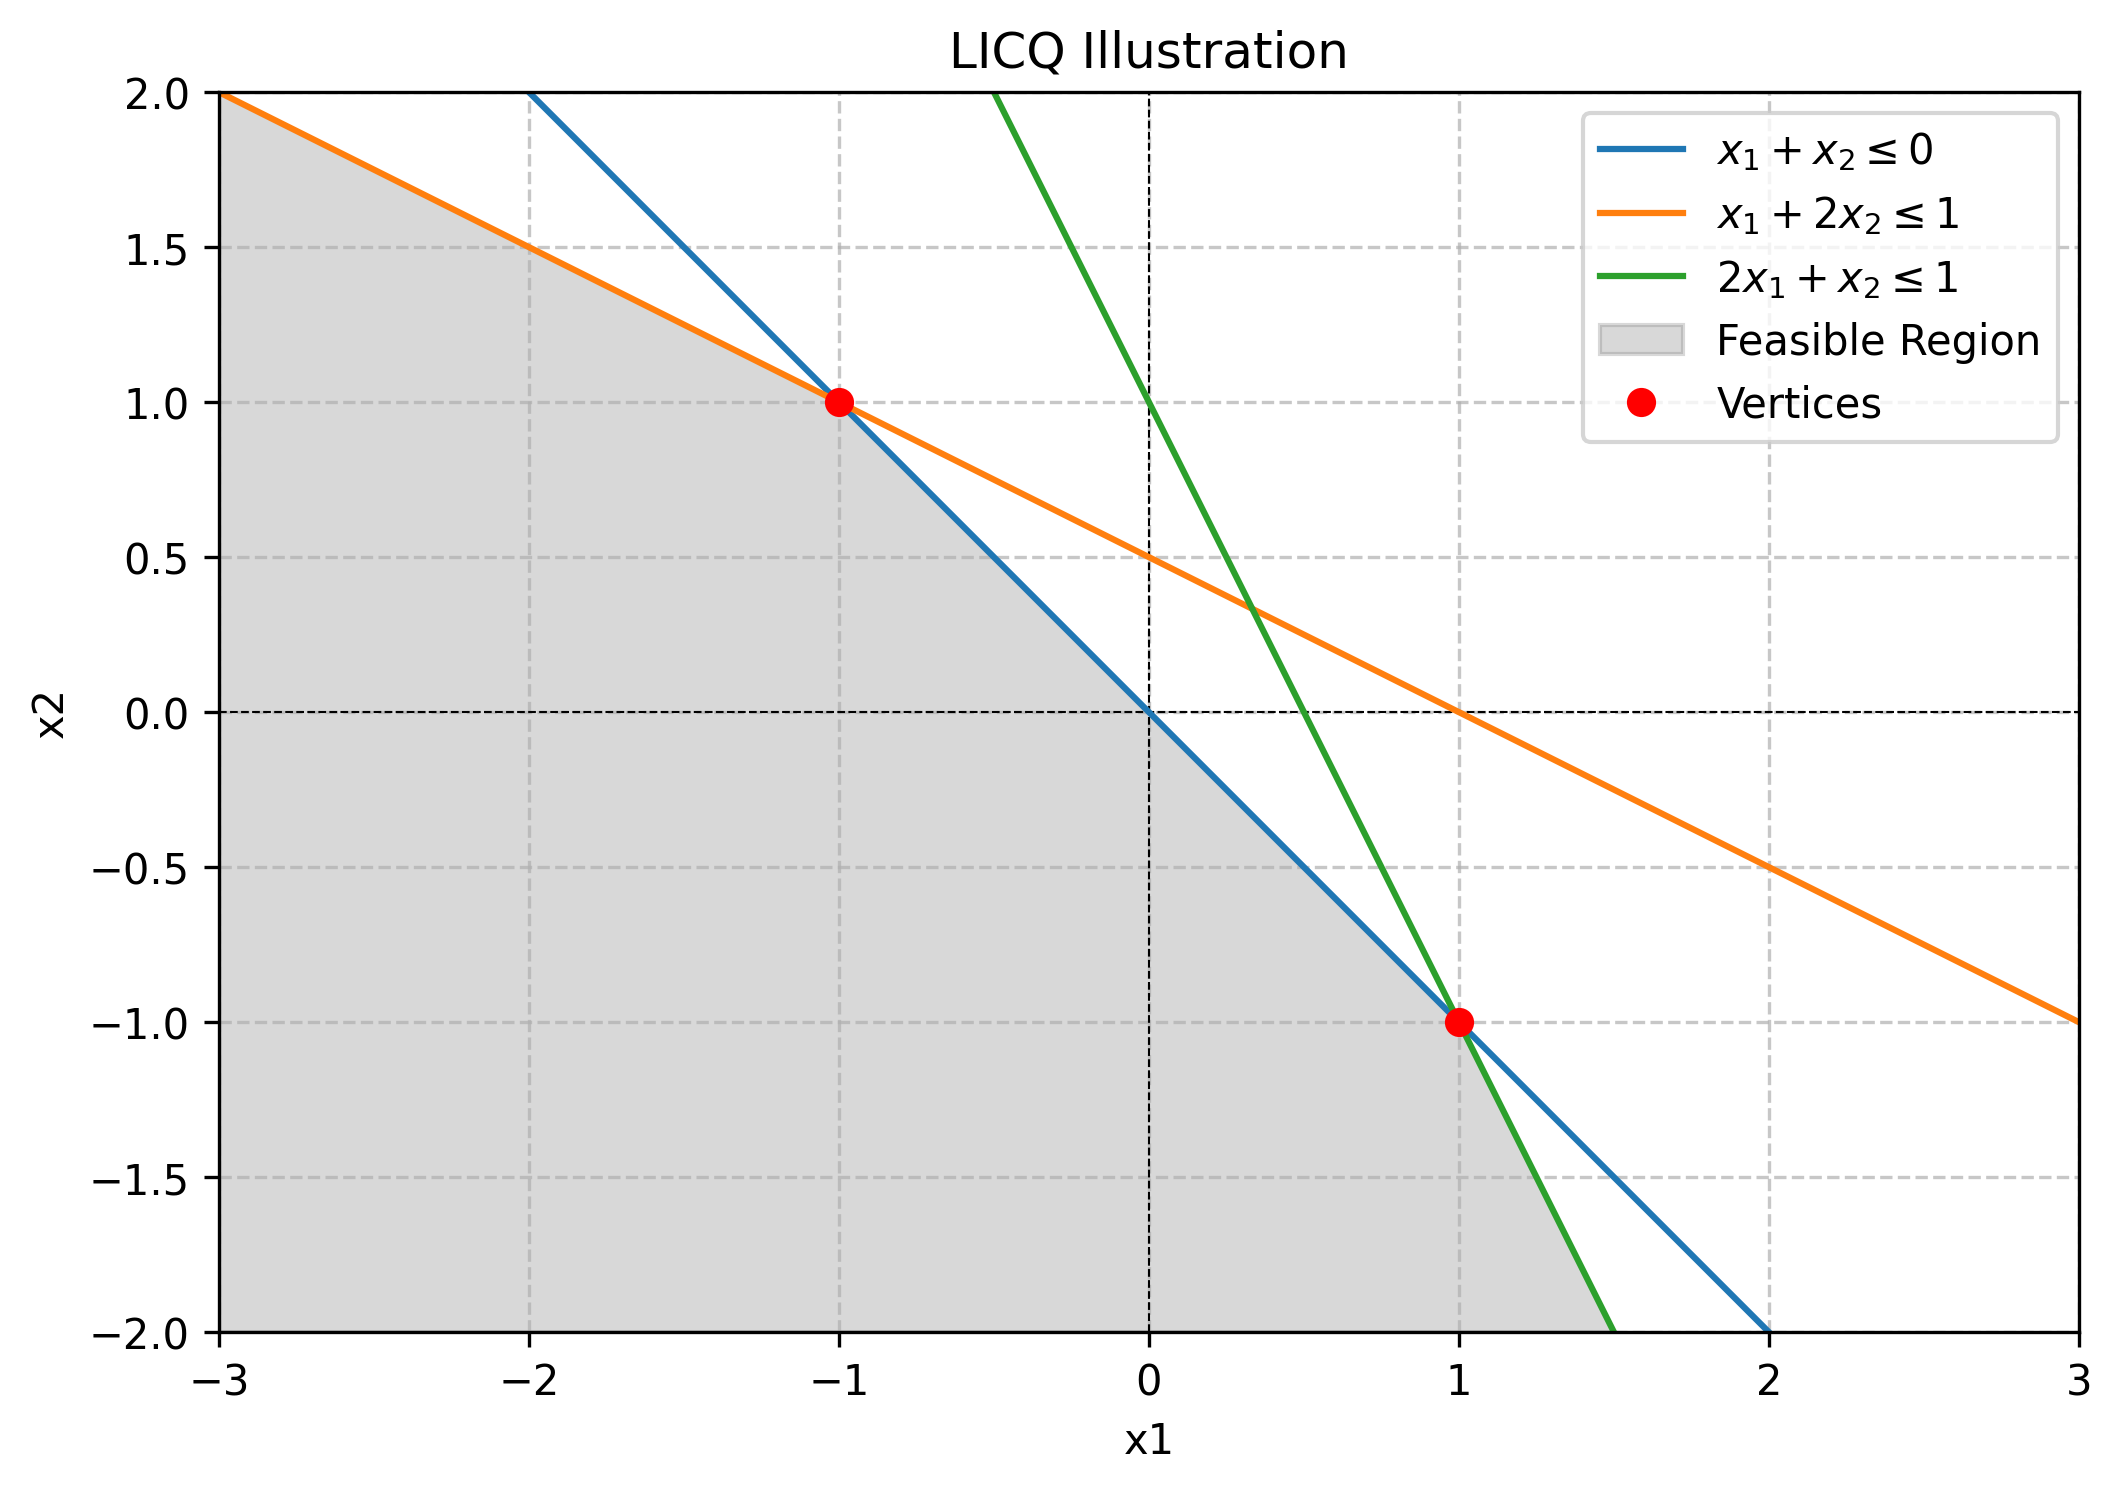 LICQ Illustration
2.0
1.5
1.0
0.5
0.0
−0.5
−1.0
−1.5
−2.0
x2
−3 −2 −1 0 1 2 3
x1
x₁ + x₂ ≤ 0
x₁ + 2x₂ ≤ 1
2x₁ + x₂ ≤ 1
Feasible Region
Vertices